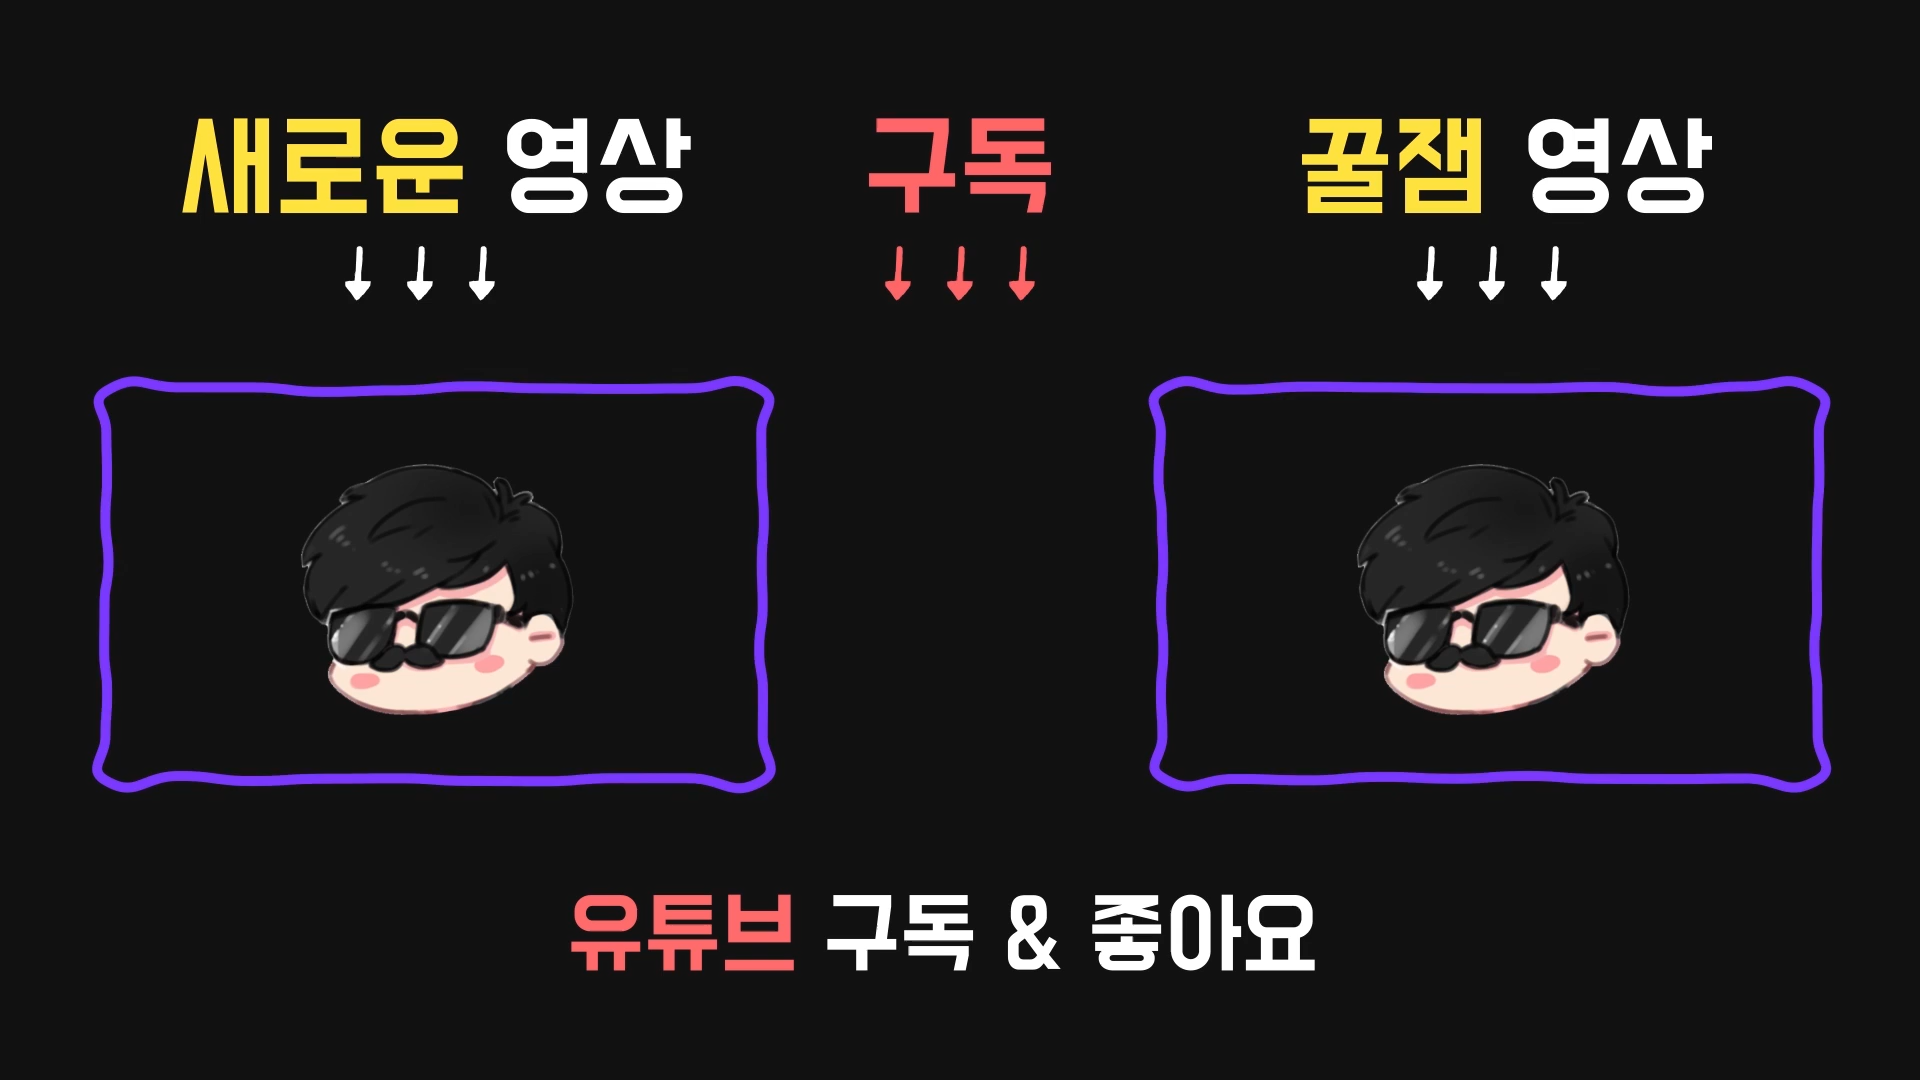 새로운 영상
구독
꿀잼 영상
유튜브 구독 & 좋아요